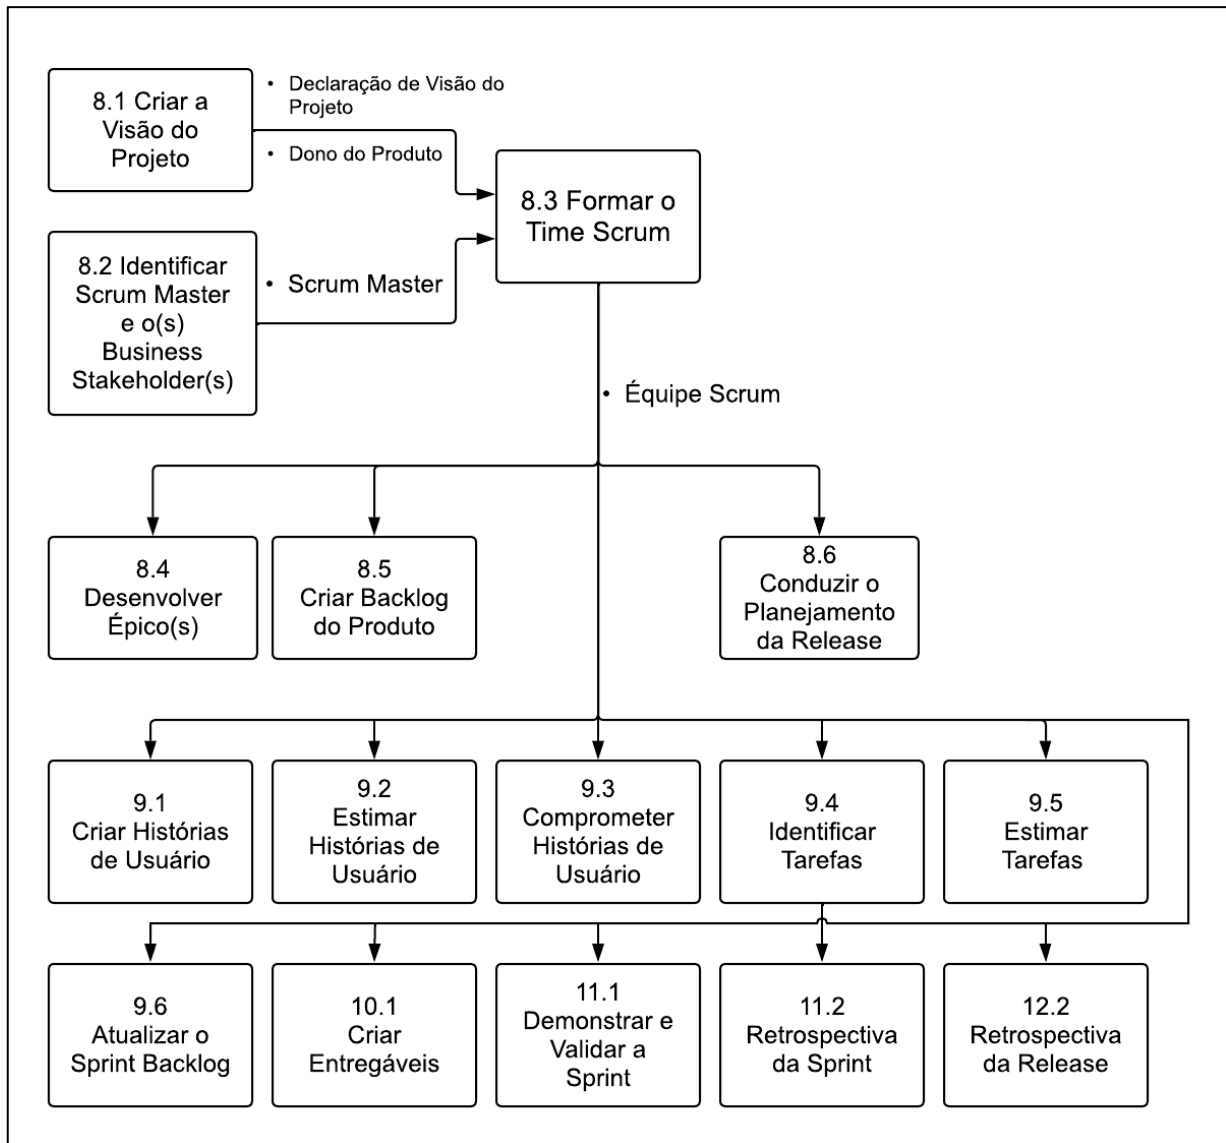 8.1 Criar a
Visão do
Projeto
• Declaração de Visão do
Projeto
• Dono do Produto
8.3 Formar o
Time Scrum
8.2 Identificar
Scrum Master
e o(s)
Business
Stakeholder(s)
• Scrum Master
• Équipe Scrum
8.4
Desenvolver
Épico(s)
8.5
Criar Backlog
do Produto
8.6
Conduzir o
Planejamento
da Release
9.1
Criar Histórias
de Usuário
9.2
Estimar
Histórias de
Usuário
9.3
Comprometer
Histórias de
Usuário
9.4
Identificar
Tarefas
9.5
Estimar
Tarefas
9.6
Atualizar o
Sprint Backlog
10.1
Criar
Entregáveis
11.1
Demonstrar e
Validar a
Sprint
11.2
Retrospectiva
da Sprint
12.2
Retrospectiva
da Release